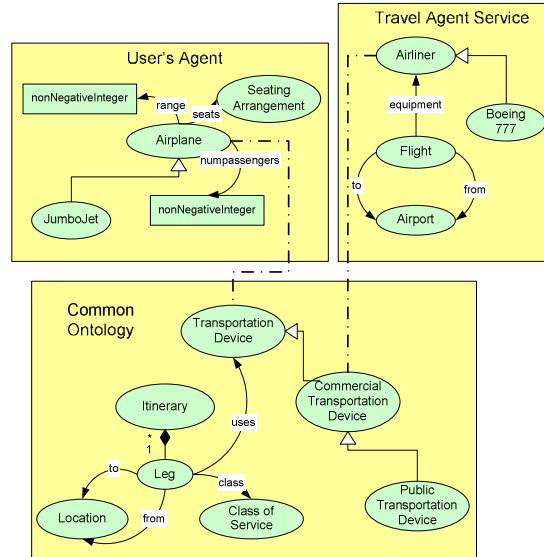 User's Agent
nonNegativeInteger
range
seats
Seating
Arrangement
Airplane
numpassengers
JumboJet
nonNegativeInteger
Travel Agent Service
Airliner
equipment
Boeing
777
Flight
to
from
Airport
Common
Ontology
Transportation
Device
Commercial
Transportation
Device
Itinerary
uses
*
1
to
Leg
class
Location
from
Class of
Service
Public
Transportation
Device